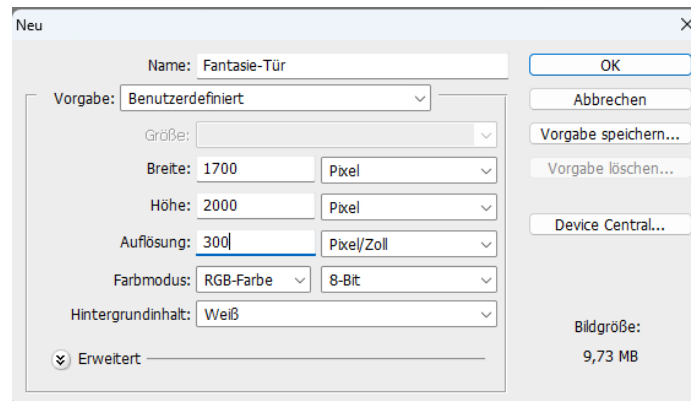 Neu
Name: Fantasie-Tür
OK
Vorgabe: Benutzerdefiniert
Abbrechen
Größe:
Vorgabe speichern...
Breite: 1700 Pixel
Vorgabe löschen...
Höhe: 2000 Pixel
Device Central...
Auflösung: 300 Pixel/Zoll
Farbmodus: RGB-Farbe 8-Bit
Hintergrundinhalt: Weiß
Bildgröße:
Erweitert
9,73 MB